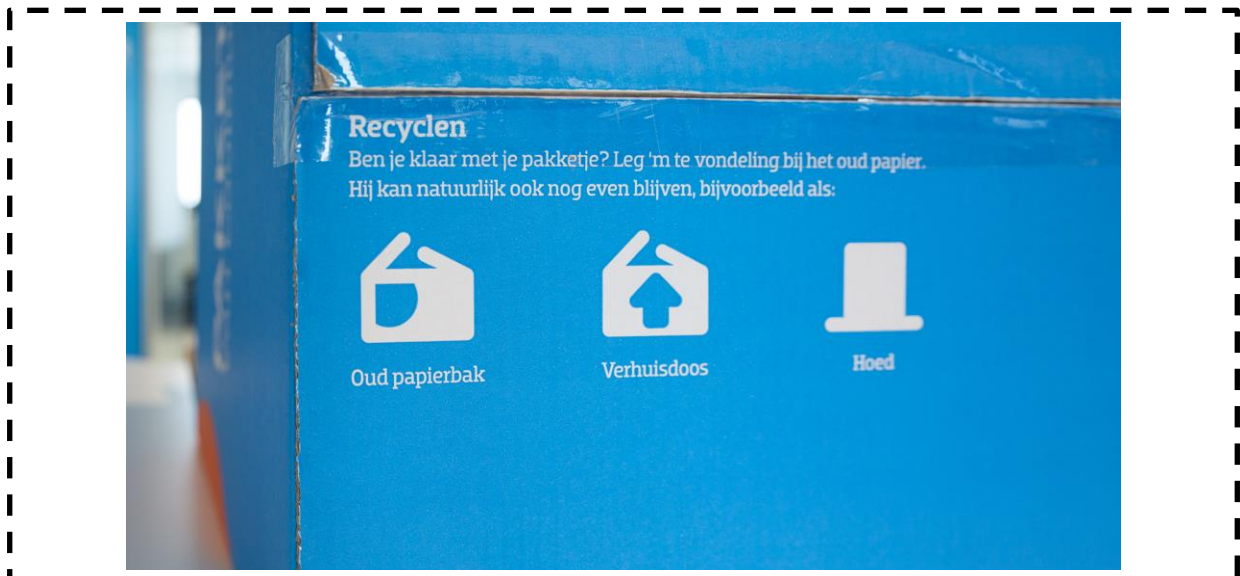 Recyclen
Ben je klaar met je pakketje? Leg 'm te vondeling bij het oud papier.
Hij kan natuurlijk ook nog even blijven, bijvoorbeeld als:
Oud papierbak
Verhuisdoos
Hoed